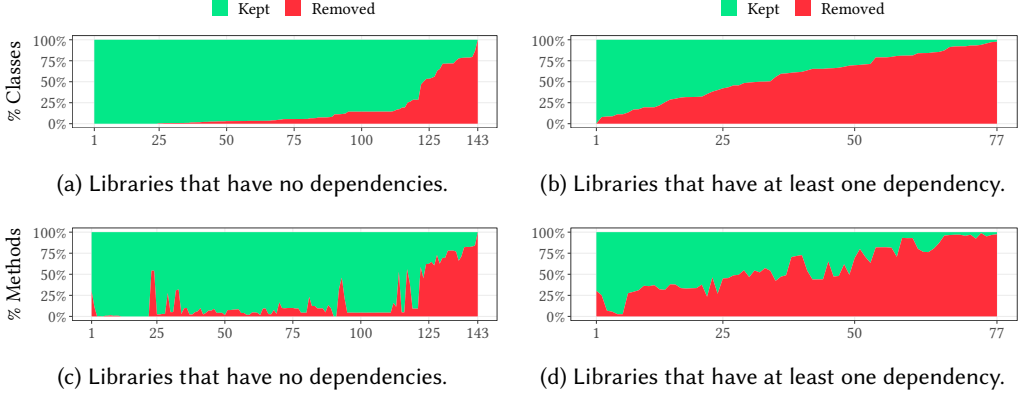 Kept Removed Kept Removed
% Classes
100% 75% 50% 25% 0%
1 25 50 75 100 125 143
100% 75% 50% 25% 0%
1 25 50 77
(a) Libraries that have no dependencies.
(b) Libraries that have at least one dependency.
% Methods
100% 75% 50% 25% 0%
1 25 50 75 100 125 143
100% 75% 50% 25% 0%
1 25 50 77
(c) Libraries that have no dependencies.
(d) Libraries that have at least one dependency.